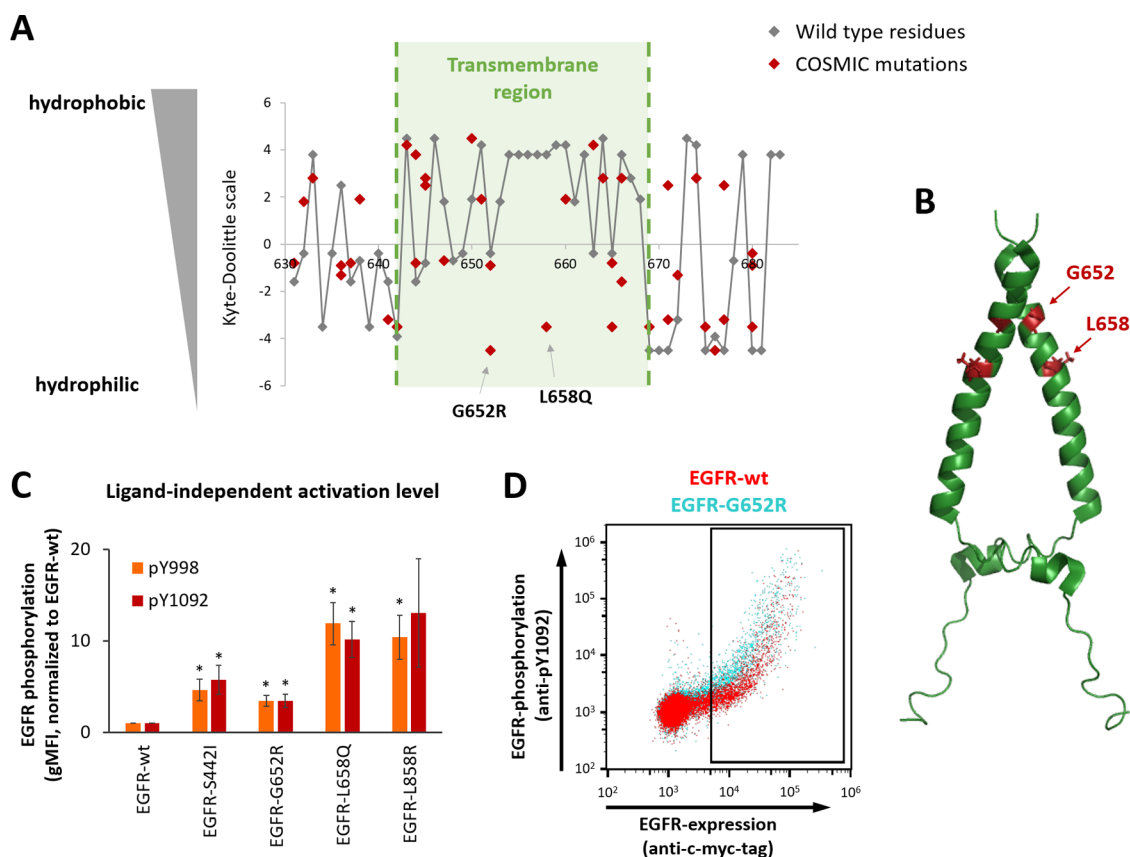 A
Wild type residues
COSMIC mutations
Transmembrane
region
hydrophobic
hydrophilic
Kyte-Doolittle scale
6
4
2
0
-2
-4
-6
630
640
650
660
670
680
G652R
L658Q
B
G652
L658
C
Ligand-independent activation level
EGFR phosphorylation
(gMFI, normalized to EGFR-wt)
20
10
0
pY998
pY1092
* * * * * * *
EGFR-wt
EGFR-S442I
EGFR-G652R
EGFR-L658Q
EGFR-L858R
D
EGFR-wt
EGFR-G652R
EGFR-phosphorylation
(anti-pY1092)
10⁶
10⁵
10⁴
10³
10²
10² 10³ 10⁴ 10⁵ 10⁶
EGFR-expression
(anti-c-myc-tag)